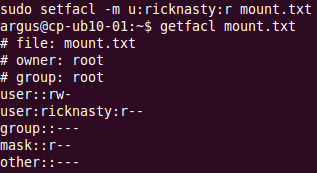 sudo setfacl -m u:ricknasty:r mount.txt
argus@cp-ub10-01:~$ getfacl mount.txt
# file: mount.txt
# owner: root
# group: root
user::rw-
user:ricknasty:r--
group::---
mask::r--
other::---